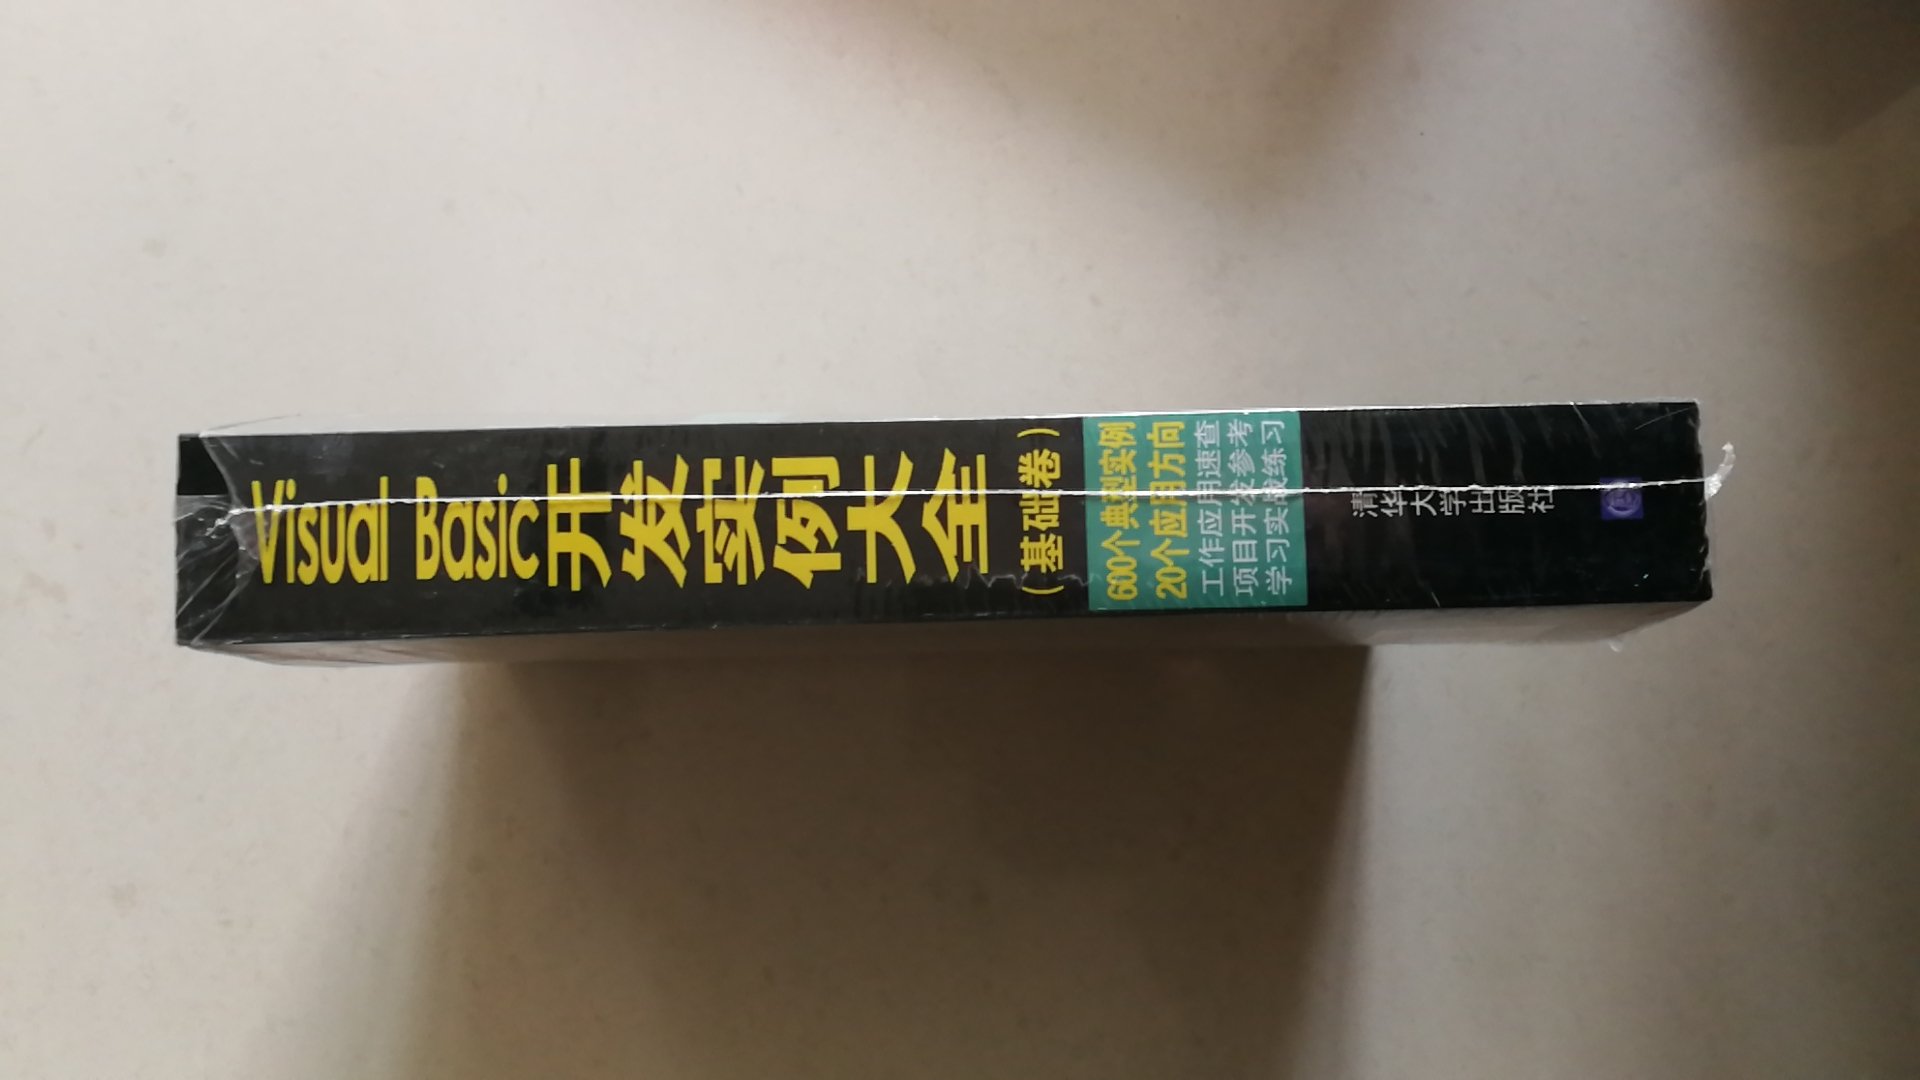 Visual Basic开发实例大全
(基础卷)
600个典型实例
20个应用方向
工作应用速查
项目开发参考
学习实战练习
清华大学出版社